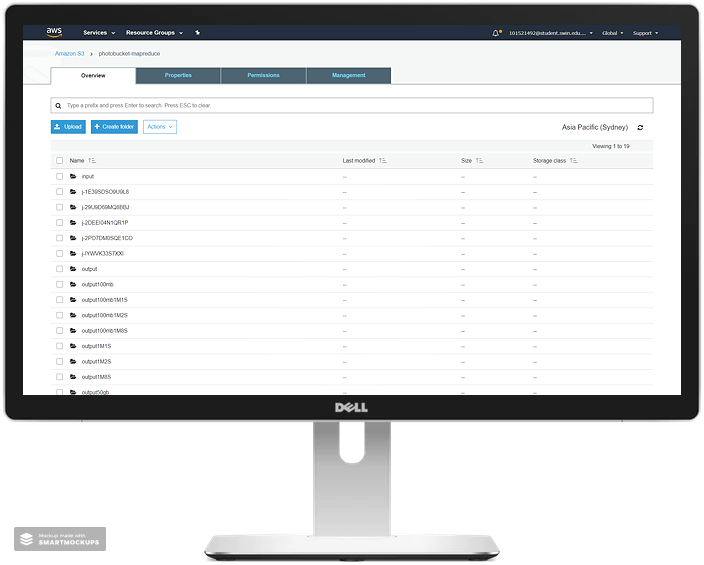 aws Services Resource Groups 101521492@student.swin.edu.... Global Support
Amazon S3 > photobucket-mapreduce
Overview Properties Permissions Management
Type a prefix and press Enter to search. Press ESC to clear.
Upload Create folder Actions Asia Pacific (Sydney)
Viewing 1 to 19
Name Last modified Size Storage class
input -- -- --
j-1E39SDSO9U9L8 -- -- --
j-29U9D59MQ6BBJ -- -- --
j-2DEEI04N1QR1P -- -- --
j-2PO7DM0SQE1CO -- -- --
j-IYWVK33S7XXI -- -- --
output -- -- --
output100mb -- -- --
output100mb1M1S -- -- --
output100mb1M2S -- -- --
output100mb1M8S -- -- --
output1M1S -- -- --
output1M2S -- -- --
output1M8S -- -- --
output50gb -- -- --
DELL
Mockup made with
SMARTMOCKUPS